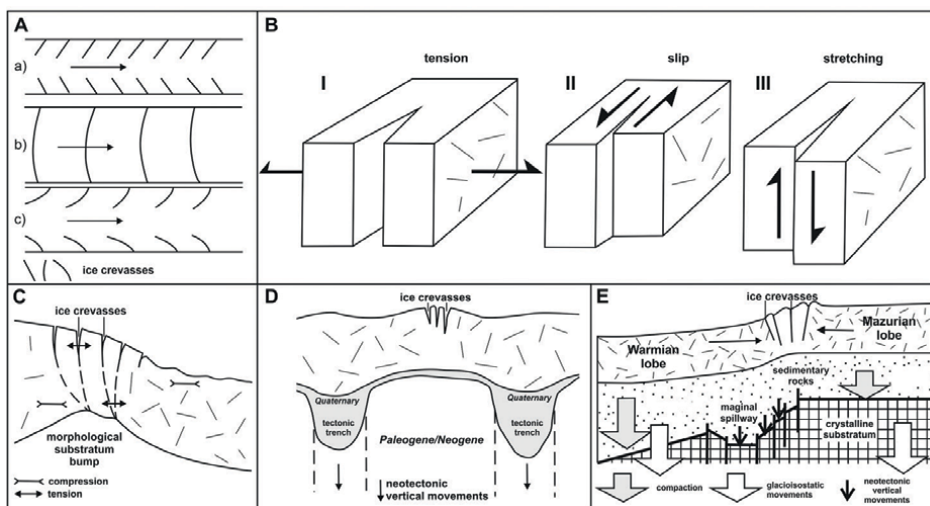 A
a)
b)
c)
ice crevasses
B
tension
slip
stretching
I
II
III
C
ice crevasses
morphological
substratum
bump
compression
tension
D
ice crevasses
Quaternary
Quaternary
tectonic
trench
tectonic
trench
Paleogene/Neogene
neotectonic
vertical movements
E
ice crevasses
Mazurian
lobe
Warmian
lobe
sedimentary
rocks
maginal
spillway
crystalline
substratum
compaction
glacioisostatic
movements
neotectonic
vertical
movements